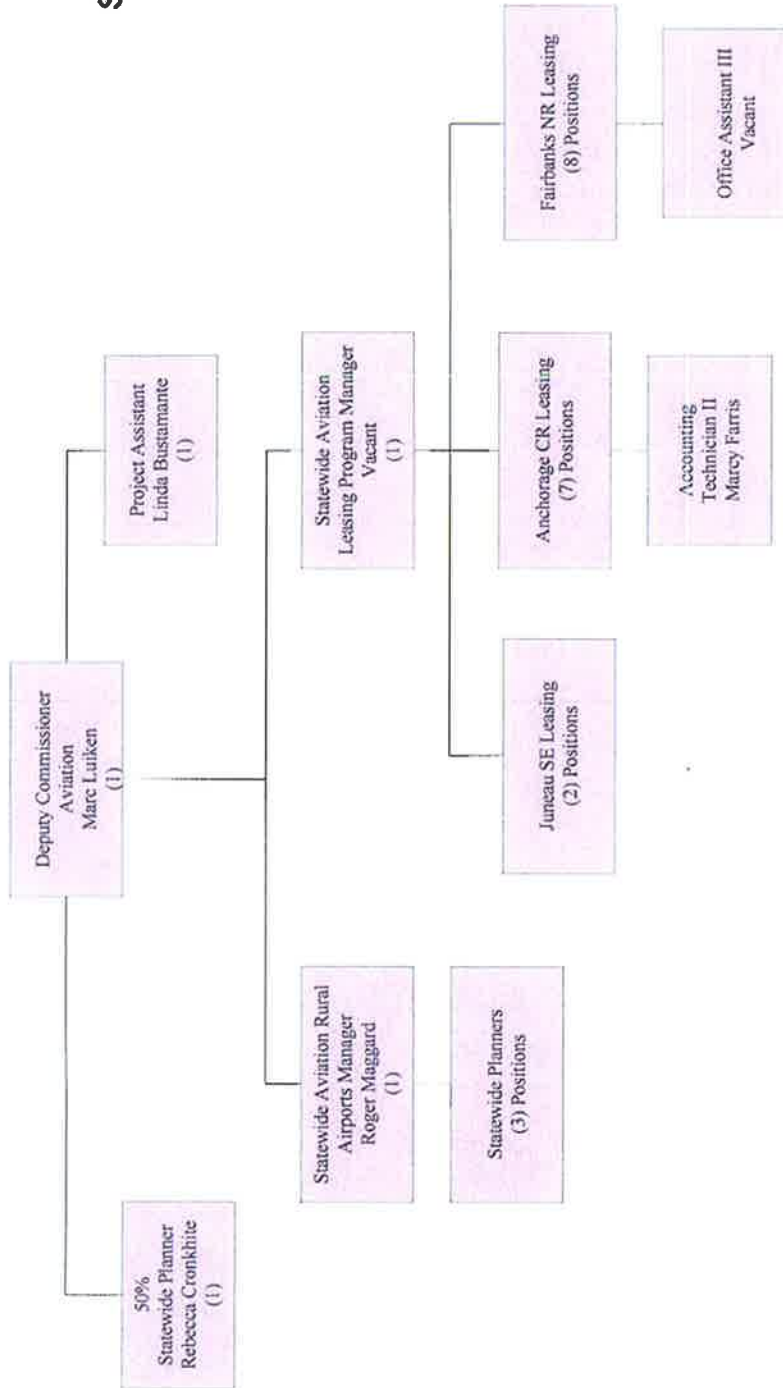 Deputy Commissioner
Aviation
Marc Luiken
(1)
50%
Statewide Planner
Rebecca Cronkhite
(1)
Project Assistant
Linda Bustamante
(1)
Statewide Aviation Rural
Airports Manager
Roger Maggard
(1)
Statewide Aviation
Leasing Program Manager
Vacant
(1)
Statewide Planners
(3) Positions
Juneau SE Leasing
(2) Positions
Anchorage CR Leasing
(7) Positions
Fairbanks NR Leasing
(8) Positions
Accounting
Technician II
Marcy Farris
Office Assistant III
Vacant